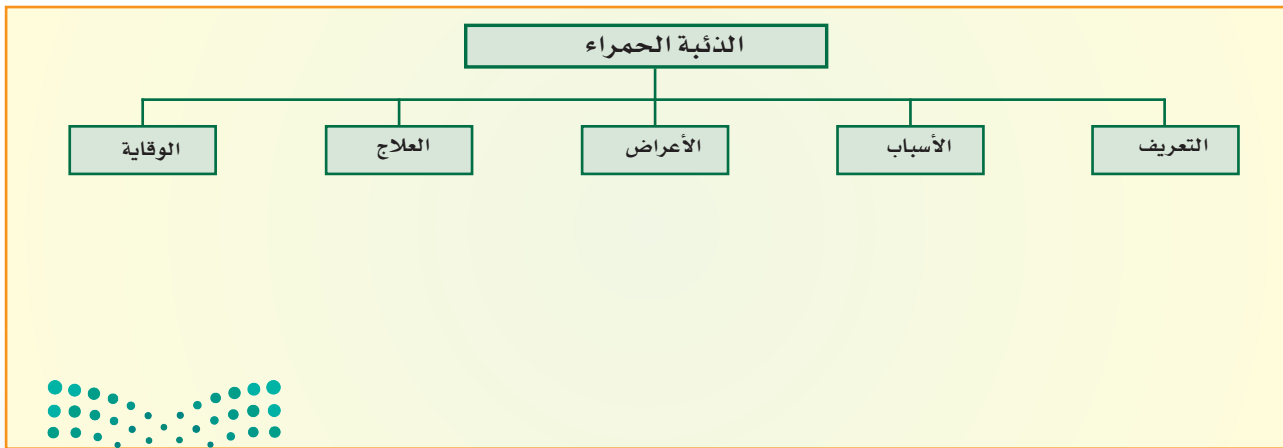 الذئبة الحمراء
التعريف
الأسباب
الأعراض
العلاج
الوقاية